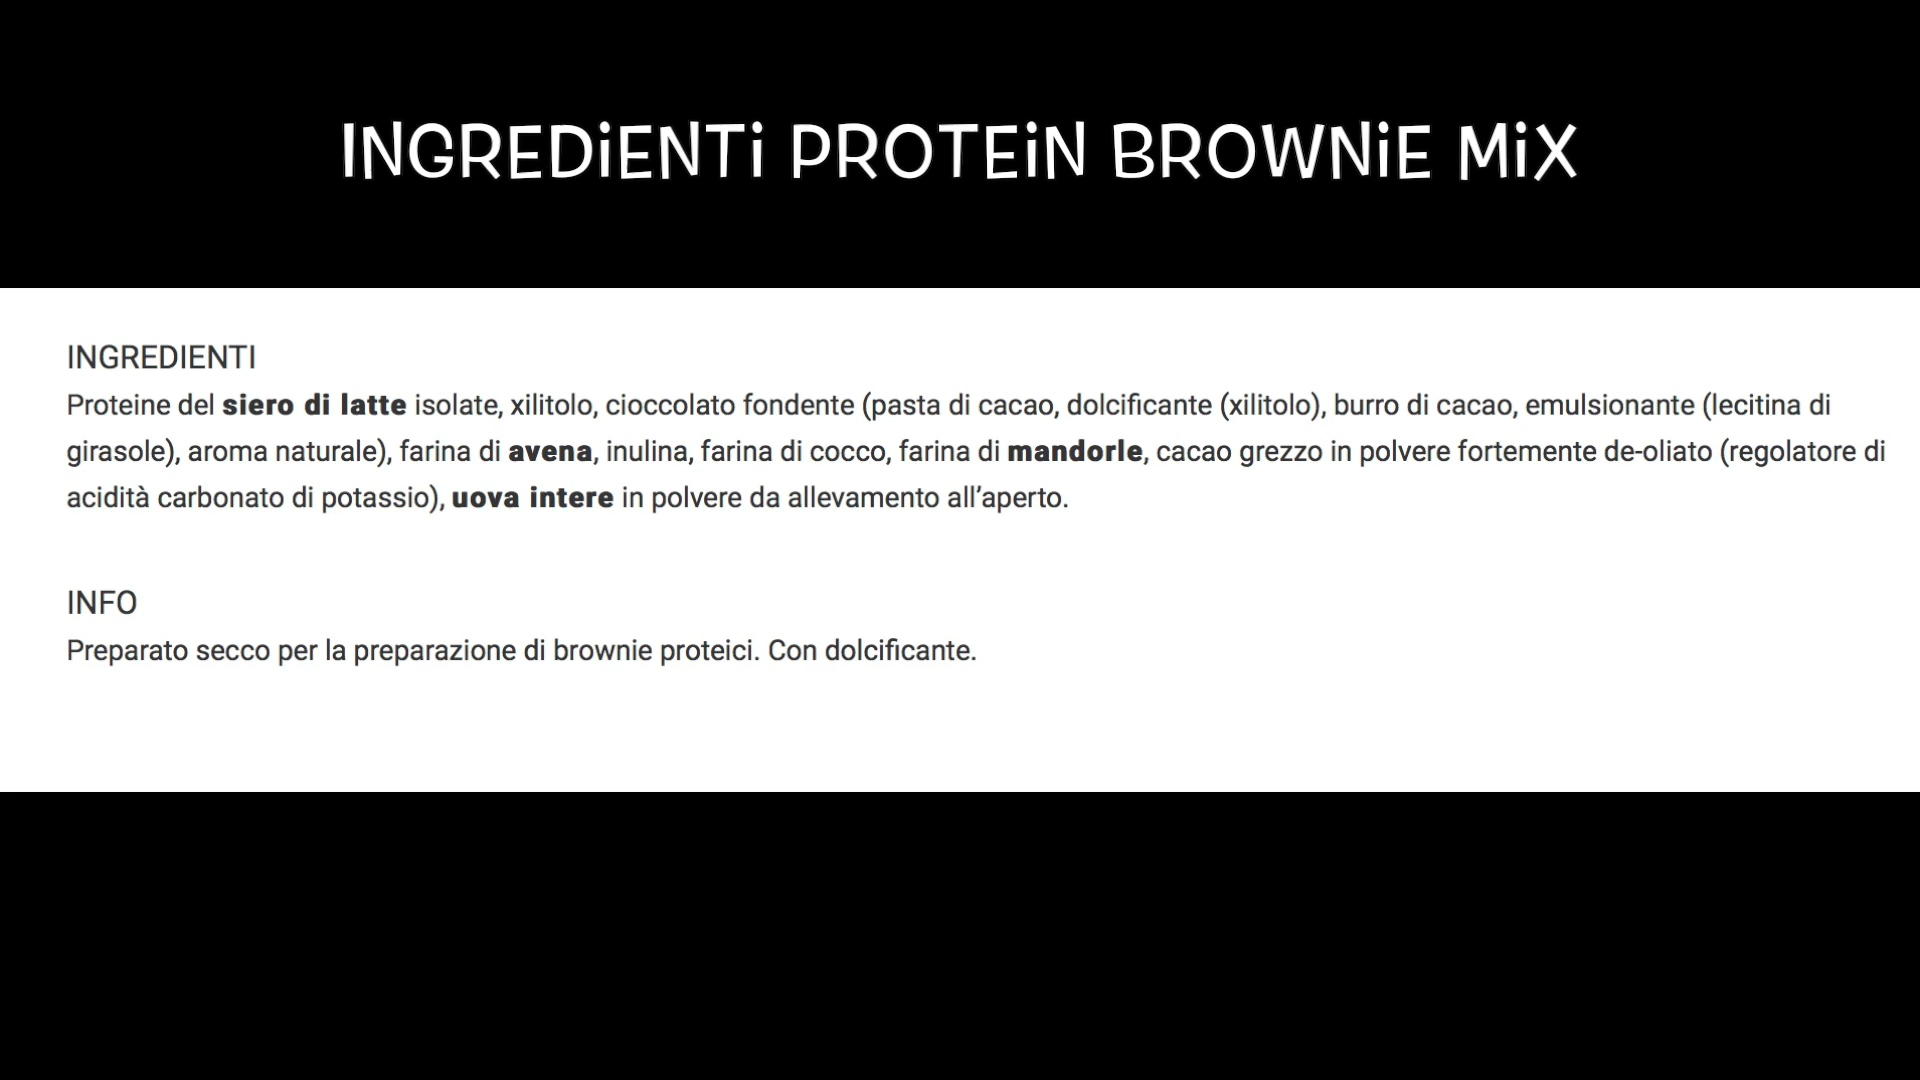 INGREDiENTi PROTEiN BROWNiE MiX
INGREDIENTI
Proteine del siero di latte isolate, xilitolo, cioccolato fondente (pasta di cacao, dolcificante (xilitolo), burro di cacao, emulsionante (lecitina di
girasole), aroma naturale), farina di avena, inulina, farina di cocco, farina di mandorle, cacao grezzo in polvere fortemente de-oliato (regolatore di
acidità carbonato di potassio), uova intere in polvere da allevamento all’aperto.
INFO
Preparato secco per la preparazione di brownie proteici. Con dolcificante.